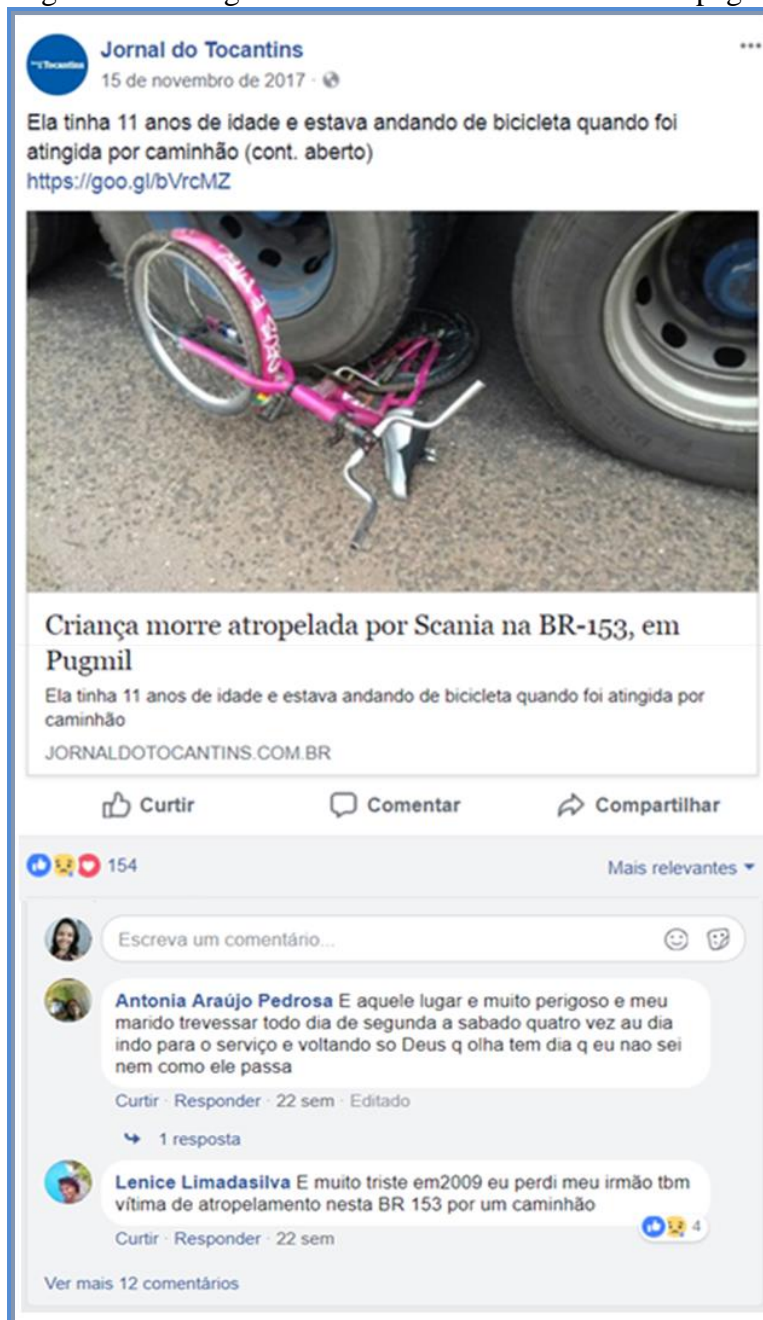 Jornal do Tocantins
15 de novembro de 2017 ·
Ela tinha 11 anos de idade e estava andando de bicicleta quando foi
atingida por caminhão (cont. aberto)
https://goo.gl/bVrcMZ
Criança morre atropelada por Scania na BR-153, em
Pugmil
Ela tinha 11 anos de idade e estava andando de bicicleta quando foi atingida por
caminhão
JORNALDOTOCANTINS.COM.BR
Curtir Comentar Compartilhar
154 Mais relevantes
Escreva um comentário...
Antonia Araújo Pedrosa E aquele lugar e muito perigoso e meu
marido trevessar todo dia de segunda a sabado quatro vez au dia
indo para o serviço e voltando so Deus q olha tem dia q eu nao sei
nem como ele passa
Curtir · Responder · 22 sem · Editado
1 resposta
Lenice Limadasilva E muito triste em2009 eu perdi meu irmão tbm
vítima de atropelamento nesta BR 153 por um caminhão
4
Curtir · Responder · 22 sem
Ver mais 12 comentários